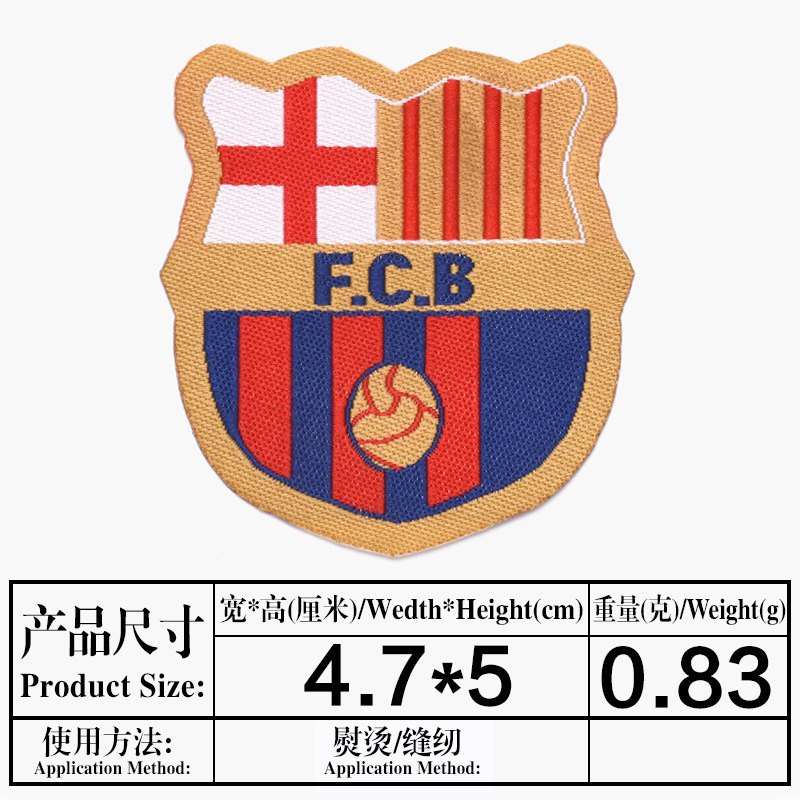 F.C.B
产品尺寸
Product Size:
宽*高(厘米)/Wedth*Height(cm)
重量(克)/Weight(g)
4.7*5
0.83
使用方法:
Application Method:
熨烫/缝纫
Application Method: